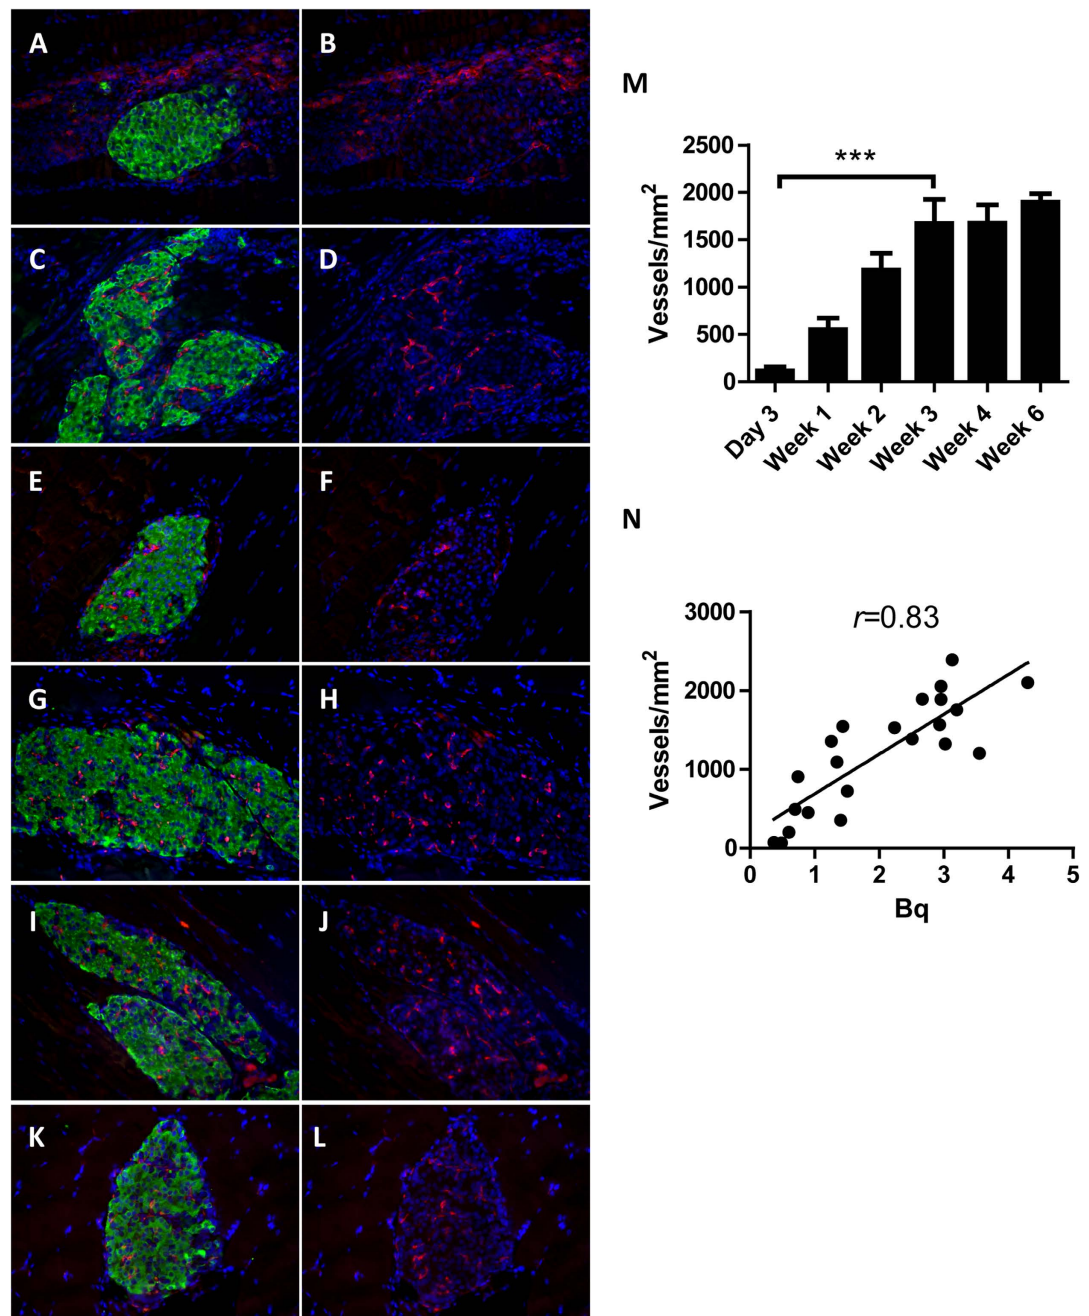 A
B
C
D
E
F
G
H
I
J
K
L
M
2500
2000
1500
1000
500
0
Vessels/mm²
***
Day 3
Week 1
Week 2
Week 3
Week 4
Week 6
N
r=0.83
3000
2000
1000
0
Vessels/mm²
0 1 2 3 4 5
Bq